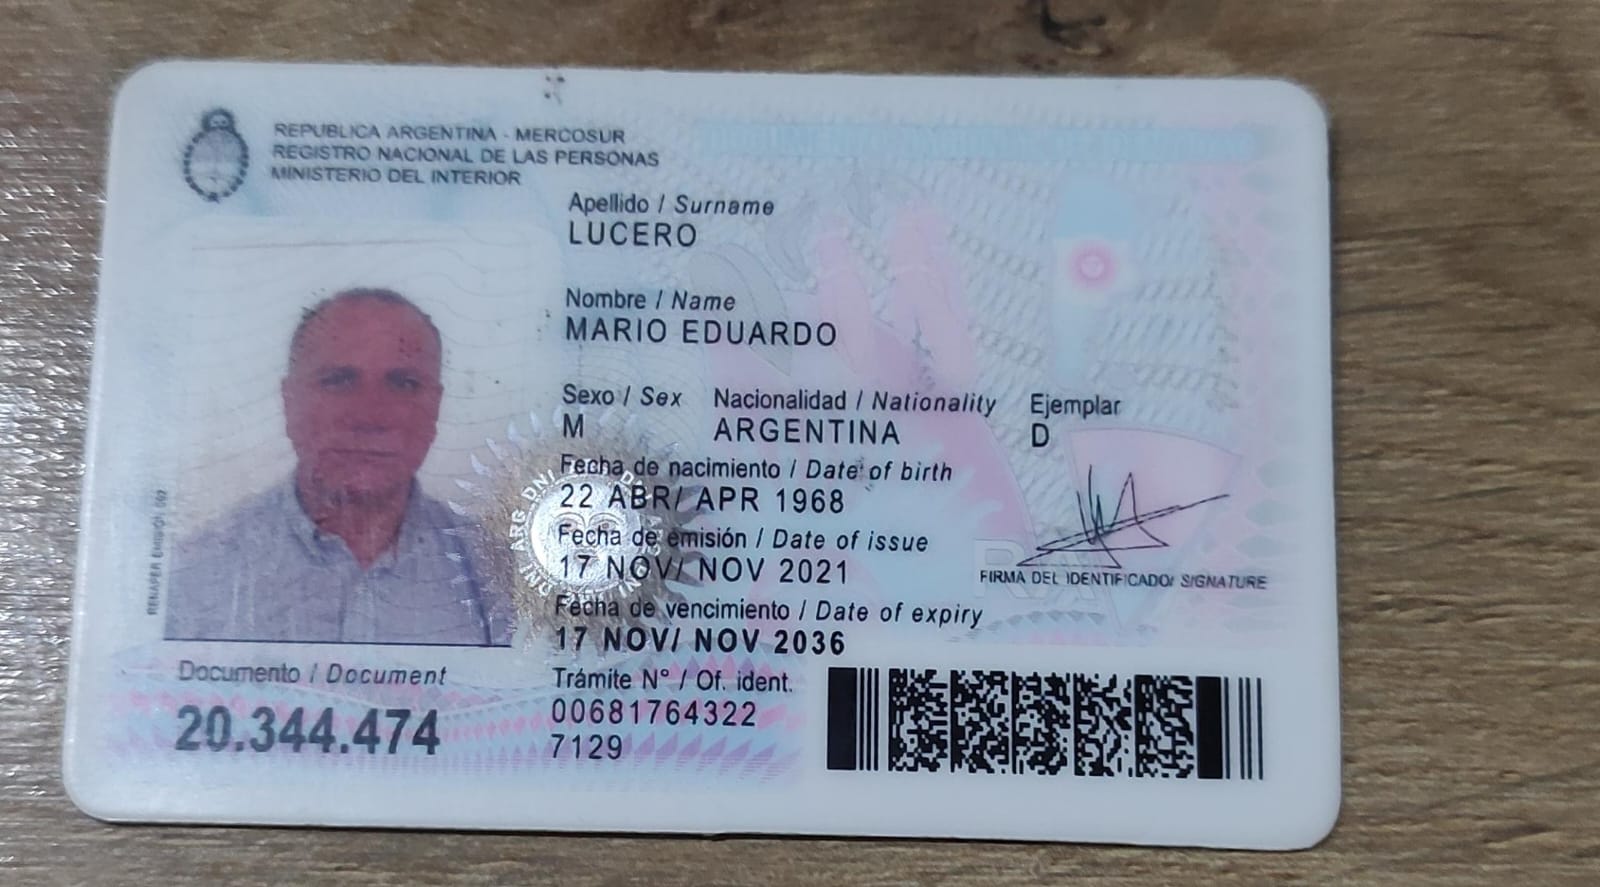 REPUBLICA ARGENTINA - MERCOSUR
REGISTRO NACIONAL DE LAS PERSONAS
MINISTERIO DEL INTERIOR
Apellido / Surname
LUCERO
Nombre / Name
MARIO EDUARDO
Sexo / Sex Nacionalidad / Nationality Ejemplar
M ARGENTINA D
Fecha de nacimiento / Date of birth
22 ABR/ APR 1968
Fecha de emisión / Date of issue
17 NOV/ NOV 2021
FIRMA DEL IDENTIFICADO/ SIGNATURE
Fecha de vencimiento / Date of expiry
17 NOV/ NOV 2036
Documento / Document
20.344.474
Trámite N° / Of. ident.
00681764322
7129